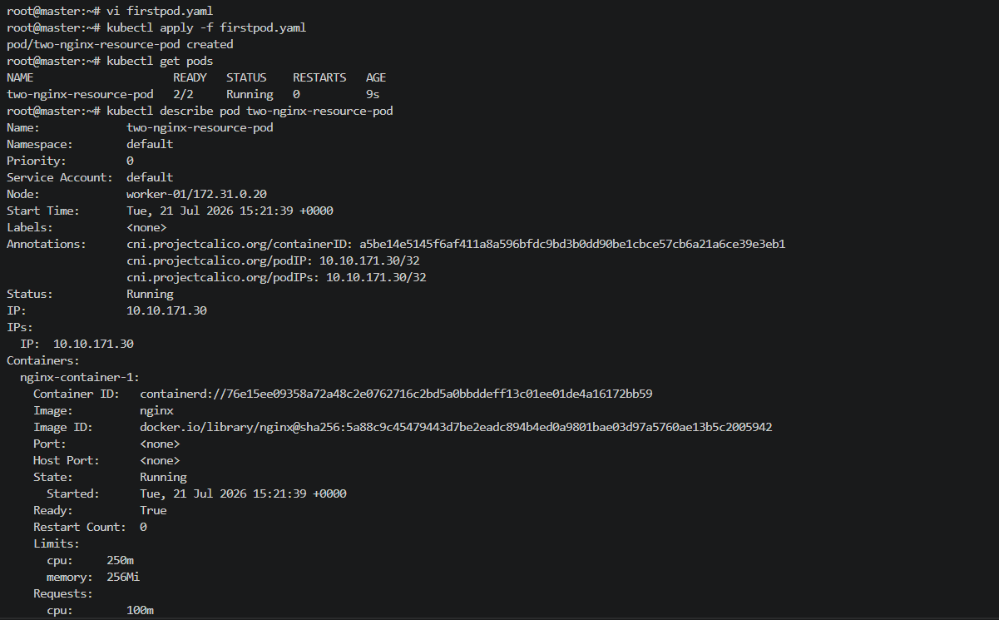 root@master:~# vi firstpod.yaml
root@master:~# kubectl apply -f firstpod.yaml
pod/two-nginx-resource-pod created
root@master:~# kubectl get pods
NAME                     READY   STATUS    RESTARTS   AGE
two-nginx-resource-pod   2/2     Running   0          9s
root@master:~# kubectl describe pod two-nginx-resource-pod
Name:             two-nginx-resource-pod
Namespace:        default
Priority:         0
Service Account:  default
Node:             worker-01/172.31.0.20
Start Time:       Tue, 21 Jul 2026 15:21:39 +0000
Labels:           <none>
Annotations:      cni.projectcalico.org/containerID: a5be14e5145f6af411a8a596bfdc9bd3b0dd90be1cbce57cb6a21a6ce39e3eb1
                  cni.projectcalico.org/podIP: 10.10.171.30/32
                  cni.projectcalico.org/podIPs: 10.10.171.30/32
Status:           Running
IP:               10.10.171.30
IPs:
  IP:  10.10.171.30
Containers:
  nginx-container-1:
    Container ID:   containerd://76e15ee09358a72a48c2e0762716c2bd5a0bbddeff13c01ee01de4a16172bb59
    Image:          nginx
    Image ID:       docker.io/library/nginx@sha256:5a88c9c45479443d7be2eadc894b4ed0a9801bae03d97a5760ae13b5c2005942
    Port:           <none>
    Host Port:      <none>
    State:          Running
      Started:      Tue, 21 Jul 2026 15:21:39 +0000
    Ready:          True
    Restart Count:  0
    Limits:
      cpu:     250m
      memory:  256Mi
    Requests:
      cpu:        100m